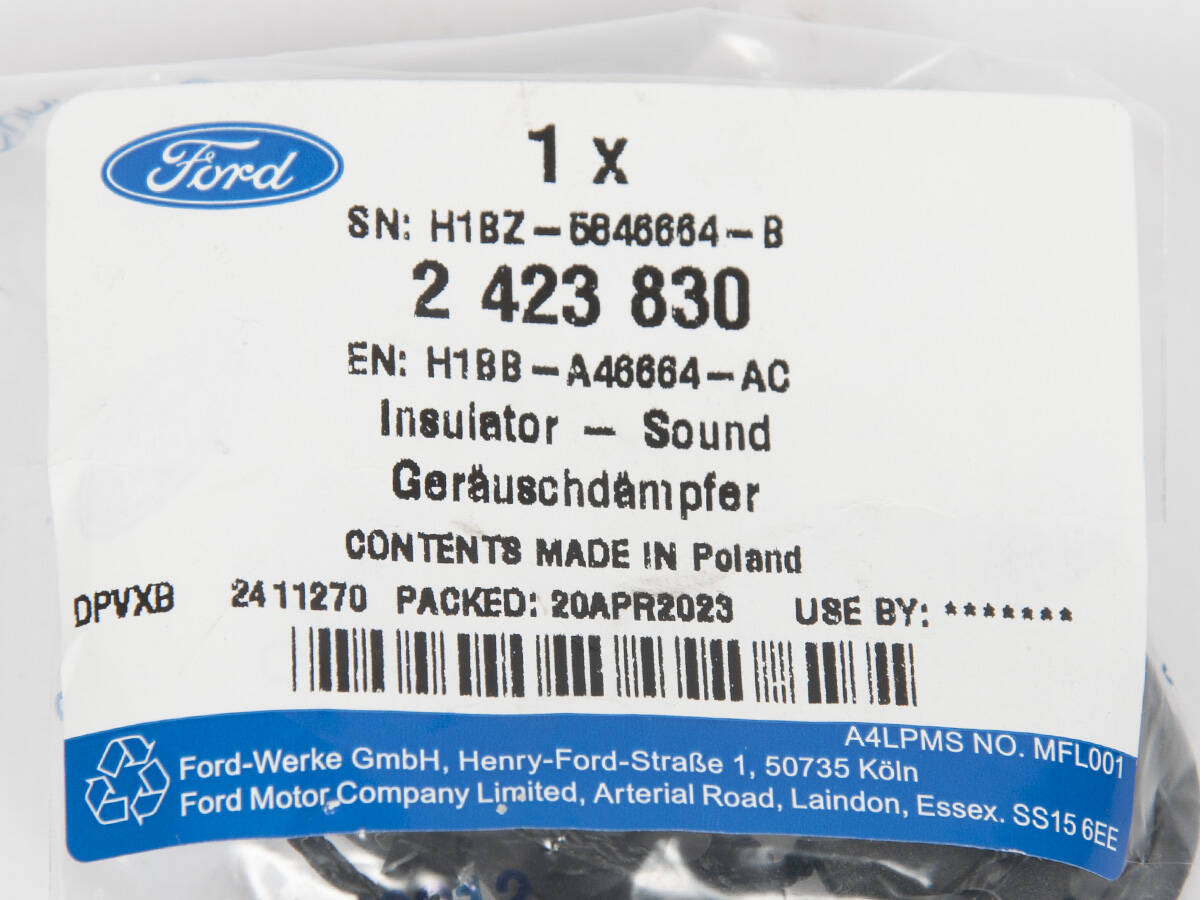 Ford
1 x
SN: H1BZ-5846664-B
2 423 830
EN: H1BB-A46664-AC
Insulator - Sound
Geräuschdämpfer
CONTENTS MADE IN Poland
DPVXB 2411270 PACKED: 20APR2023 USE BY: *******
A4LPMS NO. MFL001
Ford-Werke GmbH, Henry-Ford-Straße 1, 50735 Köln
Ford Motor Company Limited, Arterial Road, Laindon, Essex. SS15 6EE